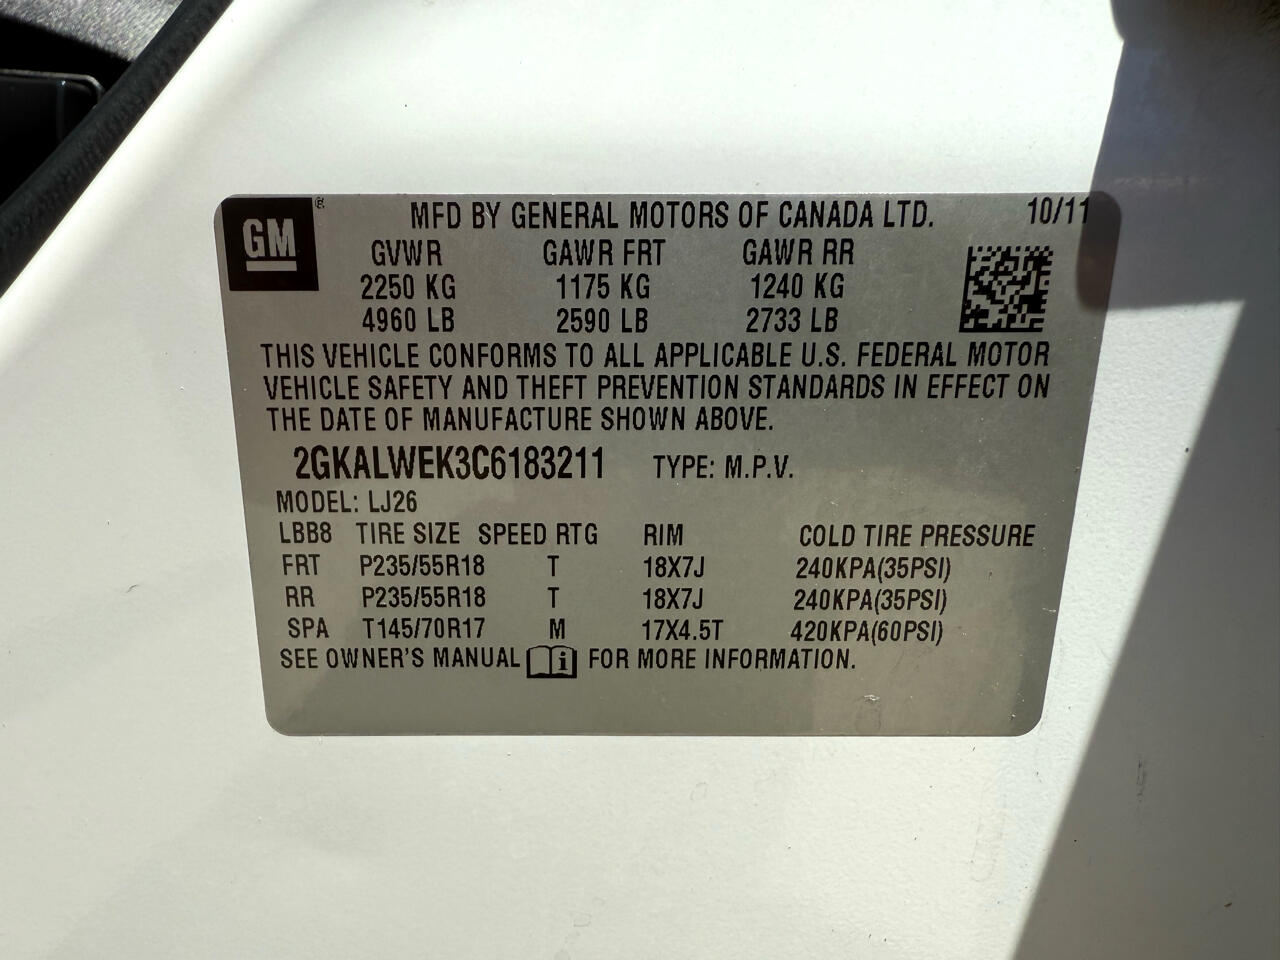 GM ® MFD BY GENERAL MOTORS OF CANADA LTD. 10/11
GVWR GAWR FRT GAWR RR
2250 KG 1175 KG 1240 KG
4960 LB 2590 LB 2733 LB
THIS VEHICLE CONFORMS TO ALL APPLICABLE U.S. FEDERAL MOTOR
VEHICLE SAFETY AND THEFT PREVENTION STANDARDS IN EFFECT ON
THE DATE OF MANUFACTURE SHOWN ABOVE.
2GKALWEK3C6183211 TYPE: M.P.V.
MODEL: LJ26
LBB8 TIRE SIZE SPEED RTG RIM COLD TIRE PRESSURE
FRT P235/55R18 T 18X7J 240KPA(35PSI)
RR P235/55R18 T 18X7J 240KPA(35PSI)
SPA T145/70R17 M 17X4.5T 420KPA(60PSI)
SEE OWNER'S MANUAL i FOR MORE INFORMATION.